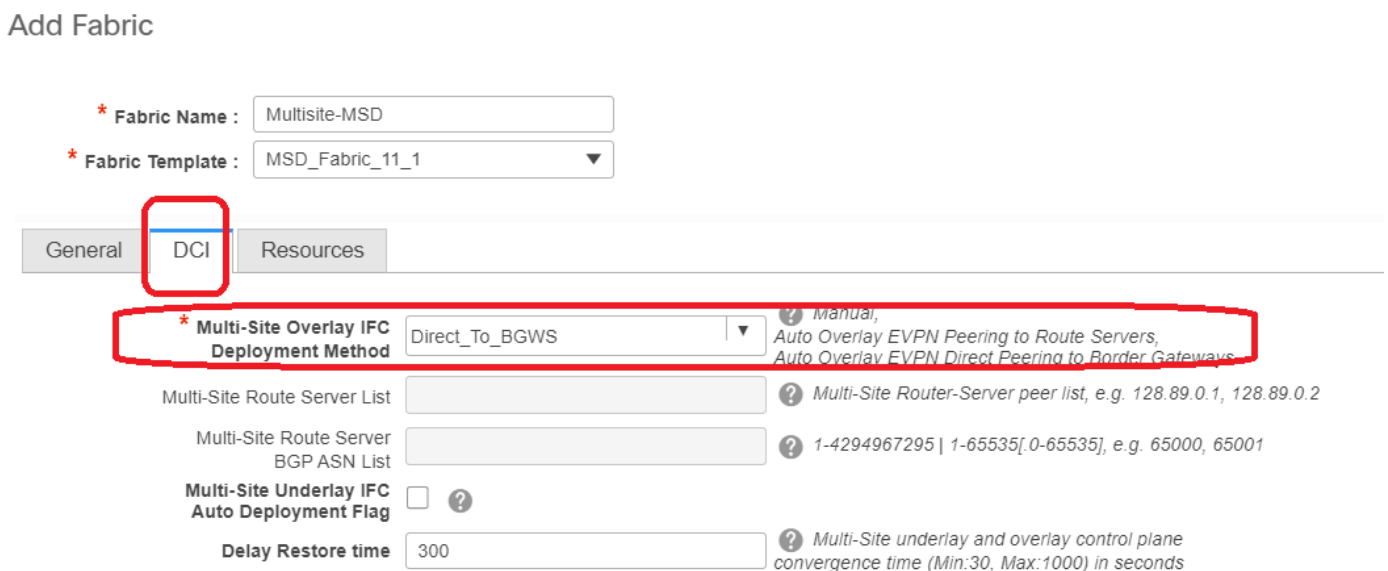 Add Fabric
* Fabric Name : Multisite-MSD
* Fabric Template : MSD_Fabric_11_1
General DCI Resources
* Multi-Site Overlay IFC
Deployment Method
Direct_To_BGWS
? Manual,
Auto Overlay EVPN Peering to Route Servers,
Auto Overlay EVPN Direct Peering to Border Gateways
Multi-Site Route Server List
? Multi-Site Router-Server peer list, e.g. 128.89.0.1, 128.89.0.2
Multi-Site Route Server
BGP ASN List
? 1-4294967295 | 1-65535[.0-65535], e.g. 65000, 65001
Multi-Site Underlay IFC
Auto Deployment Flag
?
Delay Restore time 300
? Multi-Site underlay and overlay control plane
convergence time (Min:30, Max:1000) in seconds